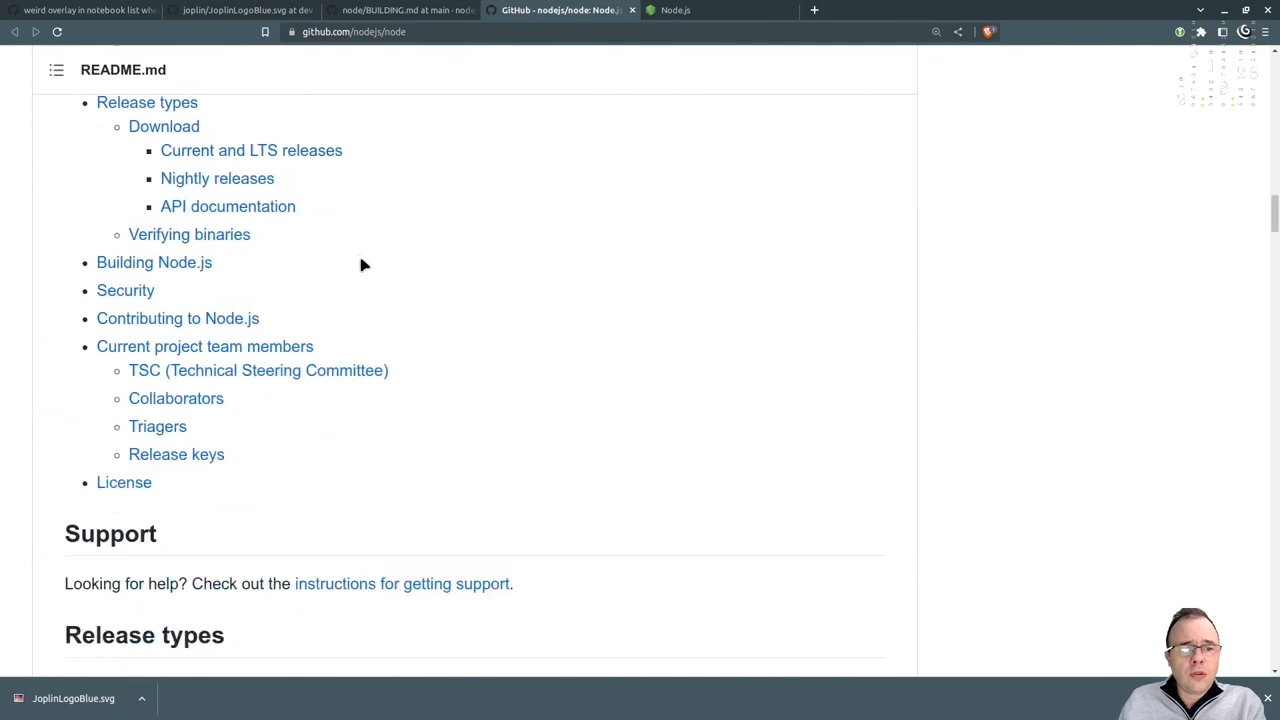 weird overlay in notebook list whe
joplin/JoplinLogoBlue.svg at dev
node/BUILDING.md at main · node
GitHub - nodejs/node: Node.js
Node.js
github.com/nodejs/node
README.md
Release types
Download
Current and LTS releases
Nightly releases
API documentation
Verifying binaries
Building Node.js
Security
Contributing to Node.js
Current project team members
TSC (Technical Steering Committee)
Collaborators
Triagers
Release keys
License
Support
Looking for help? Check out the instructions for getting support.
Release types
JoplinLogoBlue.svg